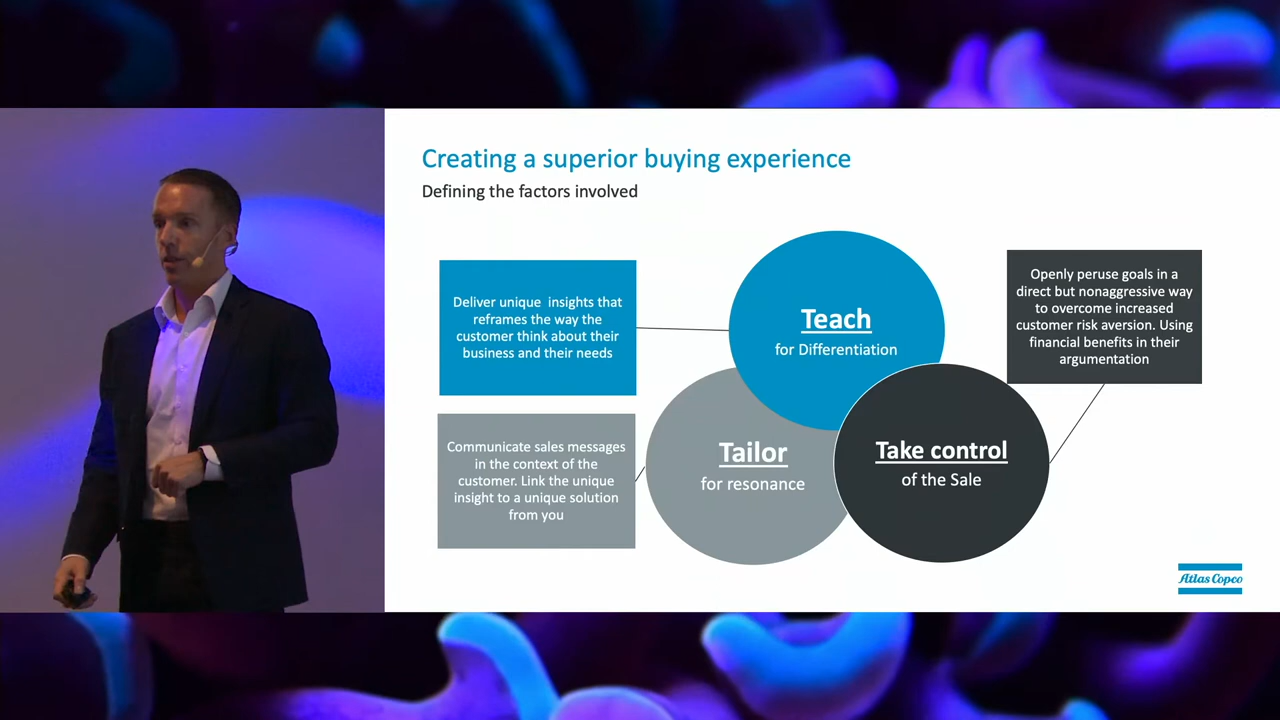 Creating a superior buying experience
Defining the factors involved
Deliver unique insights that
reframes the way the
customer think about their
business and their needs
Teach
for Differentiation
Openly peruse goals in a
direct but nonaggressive way
to overcome increased
customer risk aversion. Using
financial benefits in their
argumentation
Communicate sales messages
in the context of the
customer. Link the unique
insight to a unique solution
from you
Tailor
for resonance
Take control
of the Sale
Atlas Copco